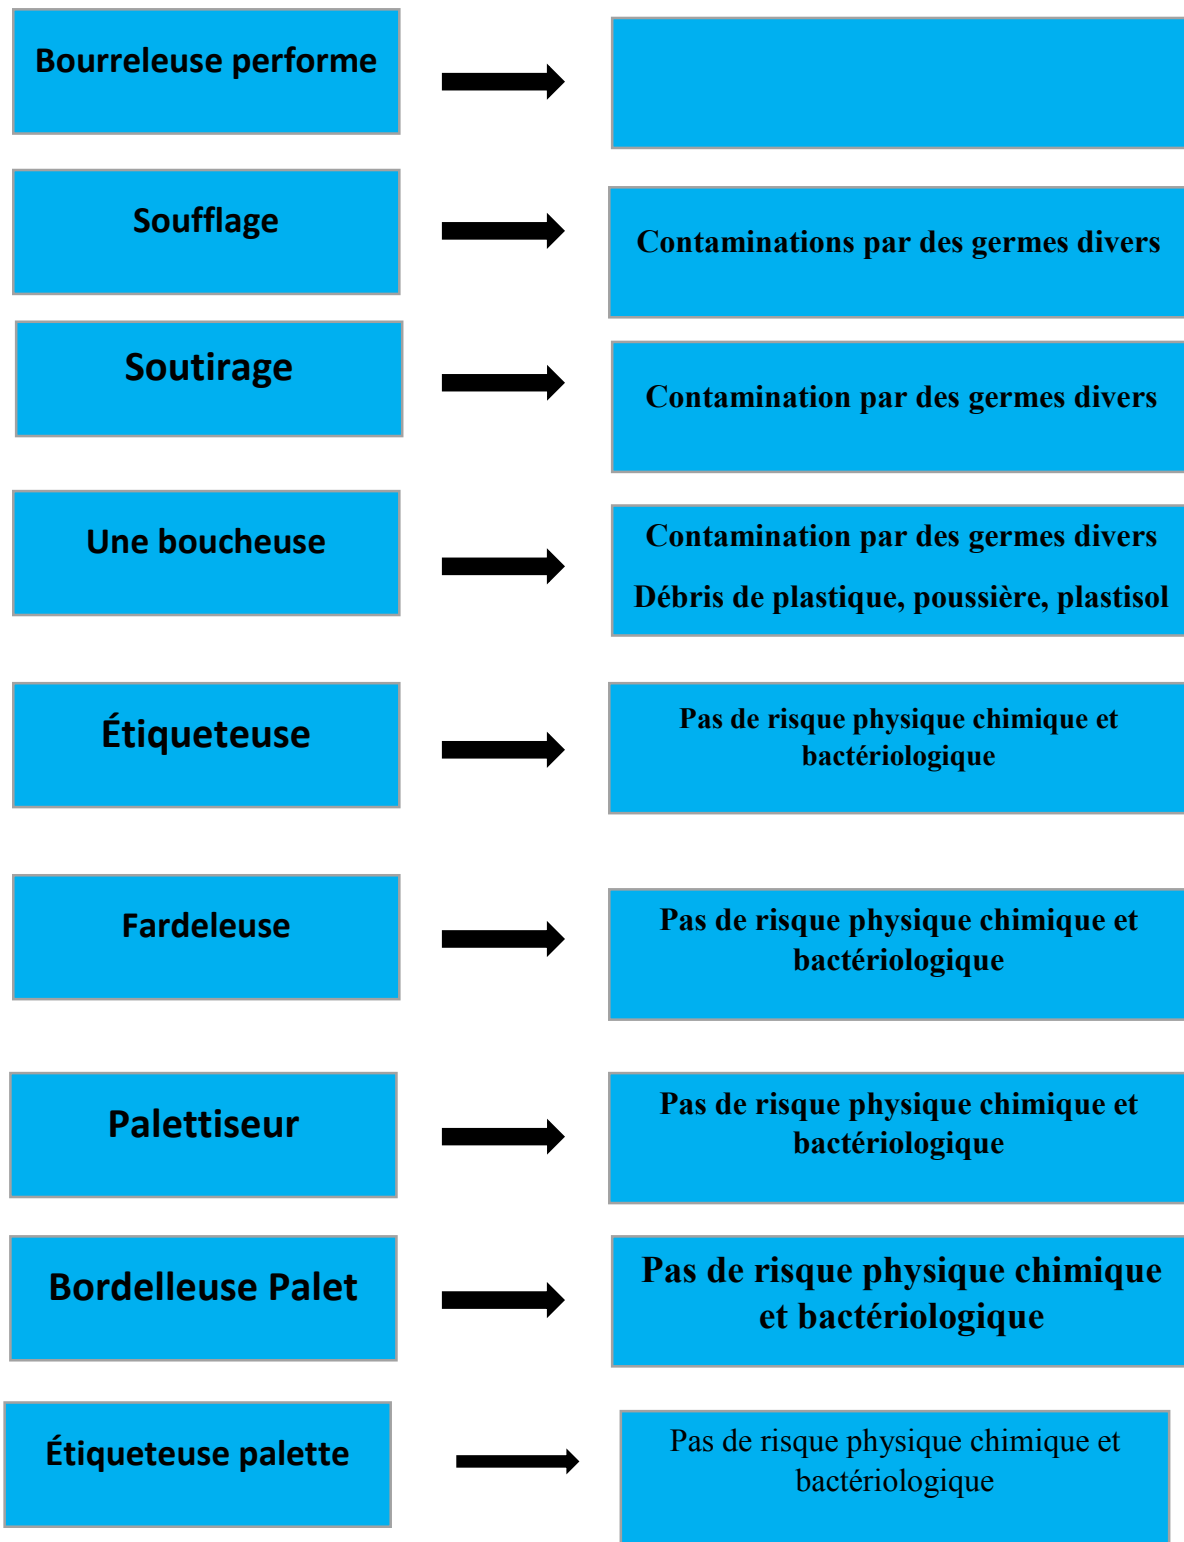 Bourreleuse performe
Soufflage
Contaminations par des germes divers
Soutirage
Contamination par des germes divers
Une boucheuse
Contamination par des germes divers
Débris de plastique, poussière, plastisol
Étiqueteuse
Pas de risque physique chimique et
bactériologique
Fardeleuse
Pas de risque physique chimique et
bactériologique
Palettiseur
Pas de risque physique chimique et
bactériologique
Bordelleuse Palet
Pas de risque physique chimique
et bactériologique
Étiqueteuse palette
Pas de risque physique chimique et
bactériologique